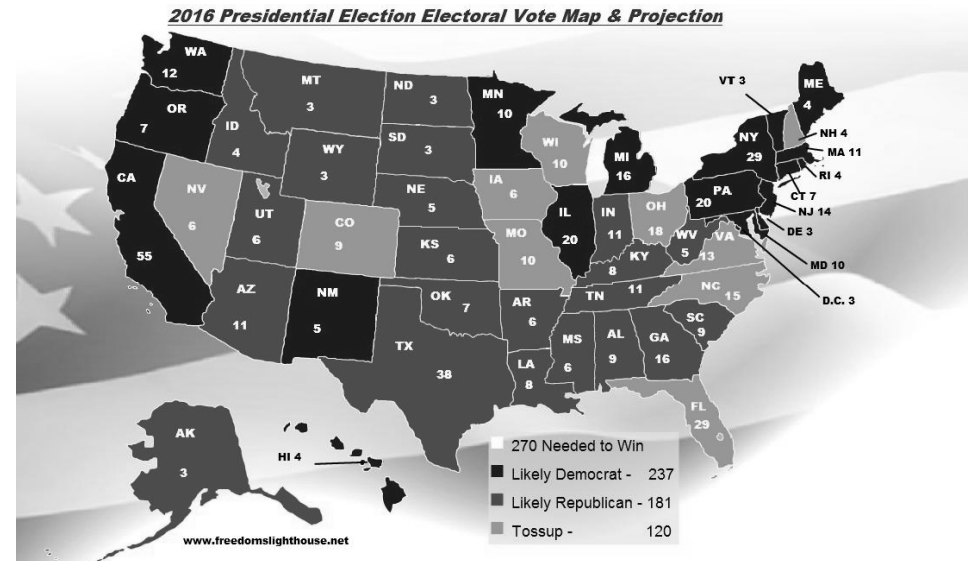 2016 Presidential Election Electoral Vote Map & Projection
WA
12
OR
7
CA
55
NV
6
ID
4
MT
3
WY
3
UT
6
AZ
11
CO
9
NM
5
ND 3
SD
3
NE
5
KS
6
OK
7
TX
38
MN
10
IA
6
MO
10
AR
6
LA
8
WI
10
IL
20
MI
16
IN
11
OH
18
KY
8
TN 11
MS
6
AL
9
GA
16
FL
29
SC
9
NC
15
VA
13
WV
5
PA
20
NY
29
VT 3
ME
4
NH 4
MA 11
RI 4
CT 7
NJ 14
DE 3
MD 10
D.C. 3
AK
3
HI 4
270 Needed to Win
Likely Democrat - 237
Likely Republican - 181
Tossup - 120
www.freedomslighthouse.net